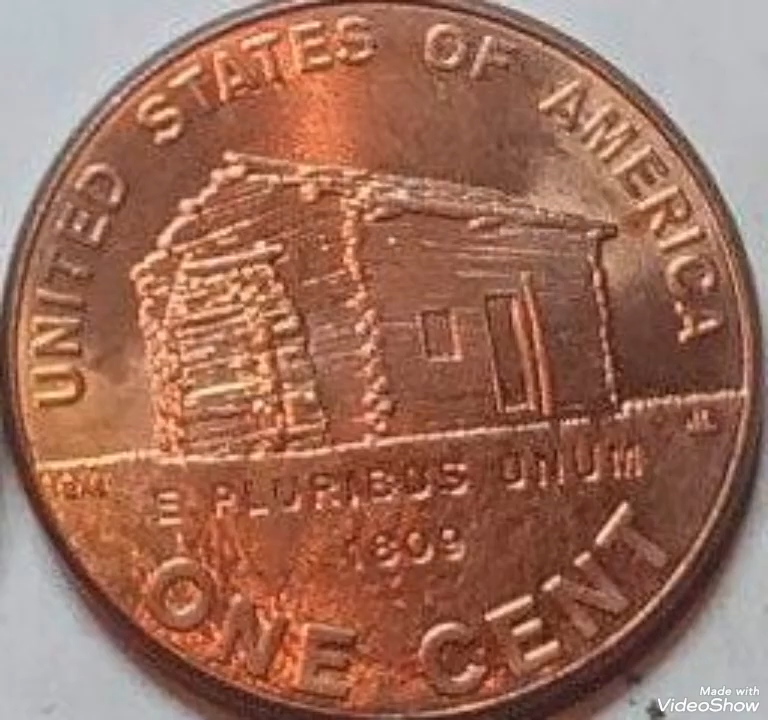 UNITED STATES OF AMERICA
E PLURIBUS UNUM
1809
ONE CENT
Made with
VideoShow